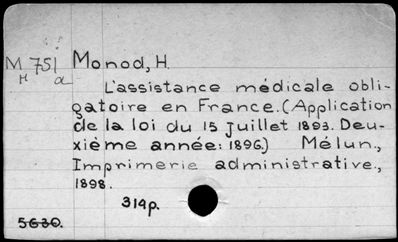 M 751 Monod, H.
H a
L'assistance médicale obli-
gatoire en France. (Application
de la loi du 15 Juillet 1893. Deu-
xième année: 1896.) Mélun.,
Imprimerie administrative.,
1898.
314p.
5630.